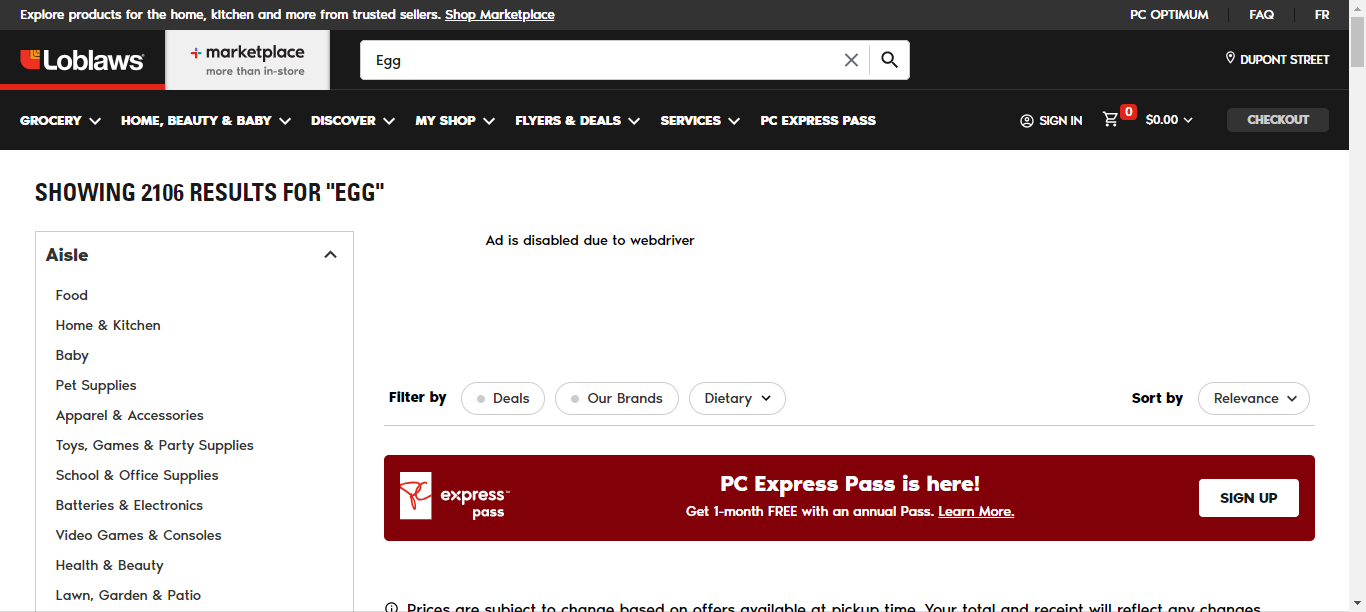 Explore products for the home, kitchen and more from trusted sellers. Shop Marketplace
PC OPTIMUM
FAQ
FR
Loblaws
marketplace
more than in-store
Egg
DUPONT STREET
GROCERY
HOME, BEAUTY & BABY
DISCOVER
MY SHOP
FLYERS & DEALS
SERVICES
PC EXPRESS PASS
SIGN IN
0
$0.00
CHECKOUT
SHOWING 2106 RESULTS FOR "EGG"
Aisle
Food
Home & Kitchen
Baby
Pet Supplies
Apparel & Accessories
Toys, Games & Party Supplies
School & Office Supplies
Batteries & Electronics
Video Games & Consoles
Health & Beauty
Lawn, Garden & Patio
Ad is disabled due to webdriver
Filter by
Deals
Our Brands
Dietary
Sort by
Relevance
PC express™
pass
PC Express Pass is here!
Get 1-month FREE with an annual Pass. Learn More.
SIGN UP
Prices are subject to change based on offers available at pickup time. Your total and receipt will reflect any changes.